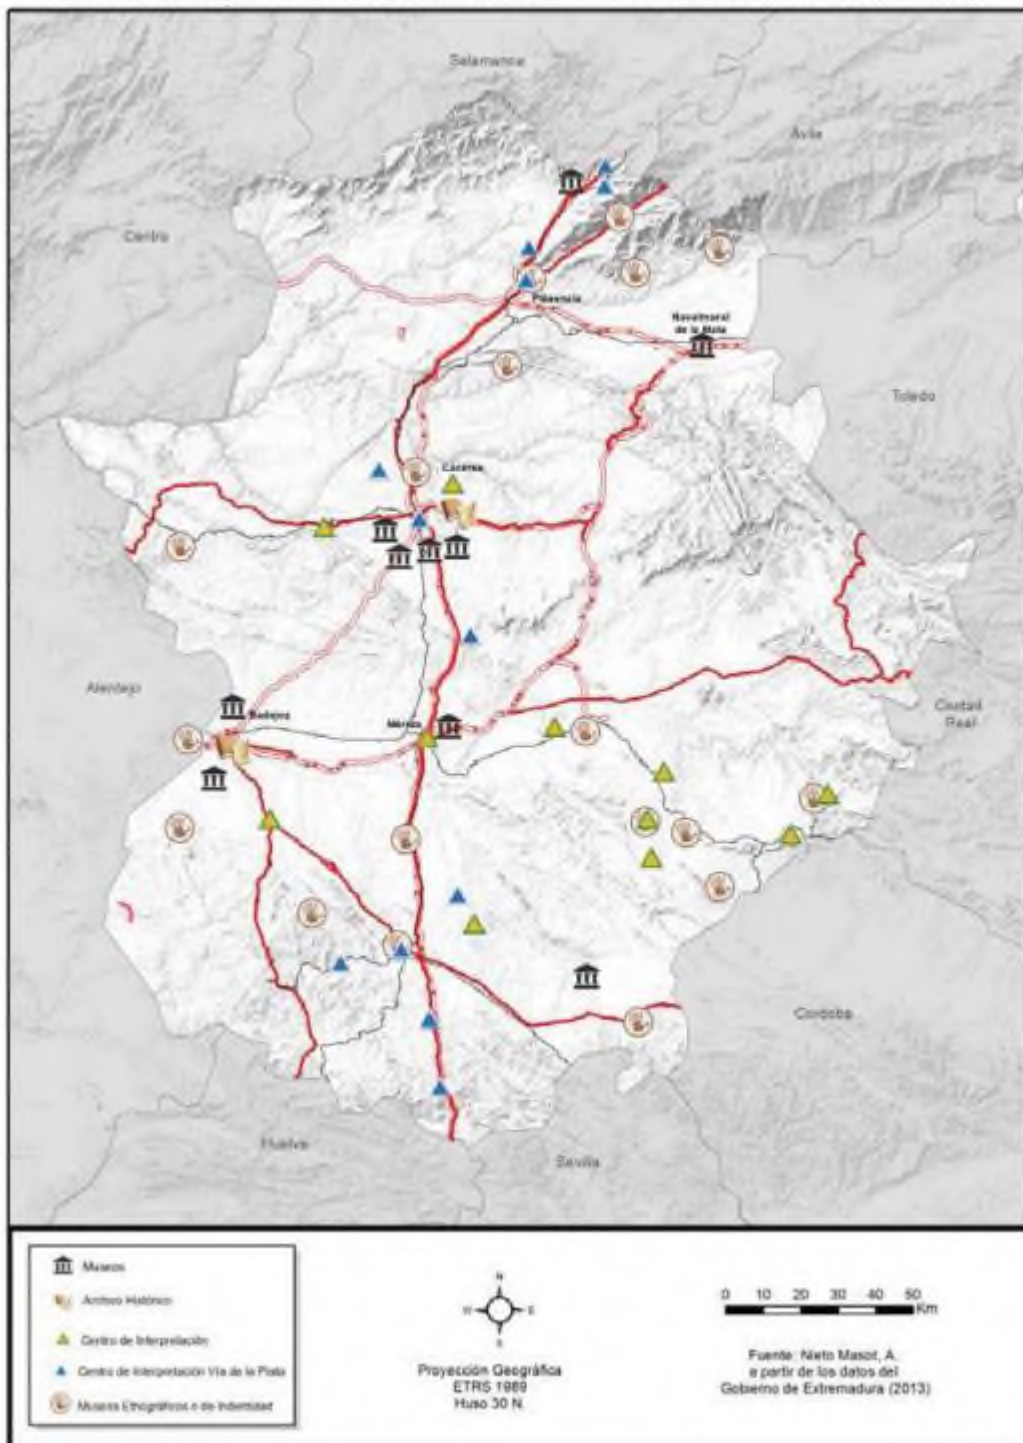 Salamanca
Ávila
Centro
Plasencia
Navalmoral
de la Mata
Toledo
Cáceres
Alentejo
Badajoz
Mérida
Ciudad
Real
Cordoba
Huelva
Sevilla
Museos
Archivo Histórico
Centro de Interpretación
Centro de Interpretación Vía de la Plata
Museos Etnográficos o de Indentidad
N
W E
S
Proyección Geográfica
ETRS 1989
Huso 30 N.
0 10 20 30 40 50
Km
Fuente: Nieto Masot, A.
a partir de los datos del
Gobierno de Extremadura (2013)